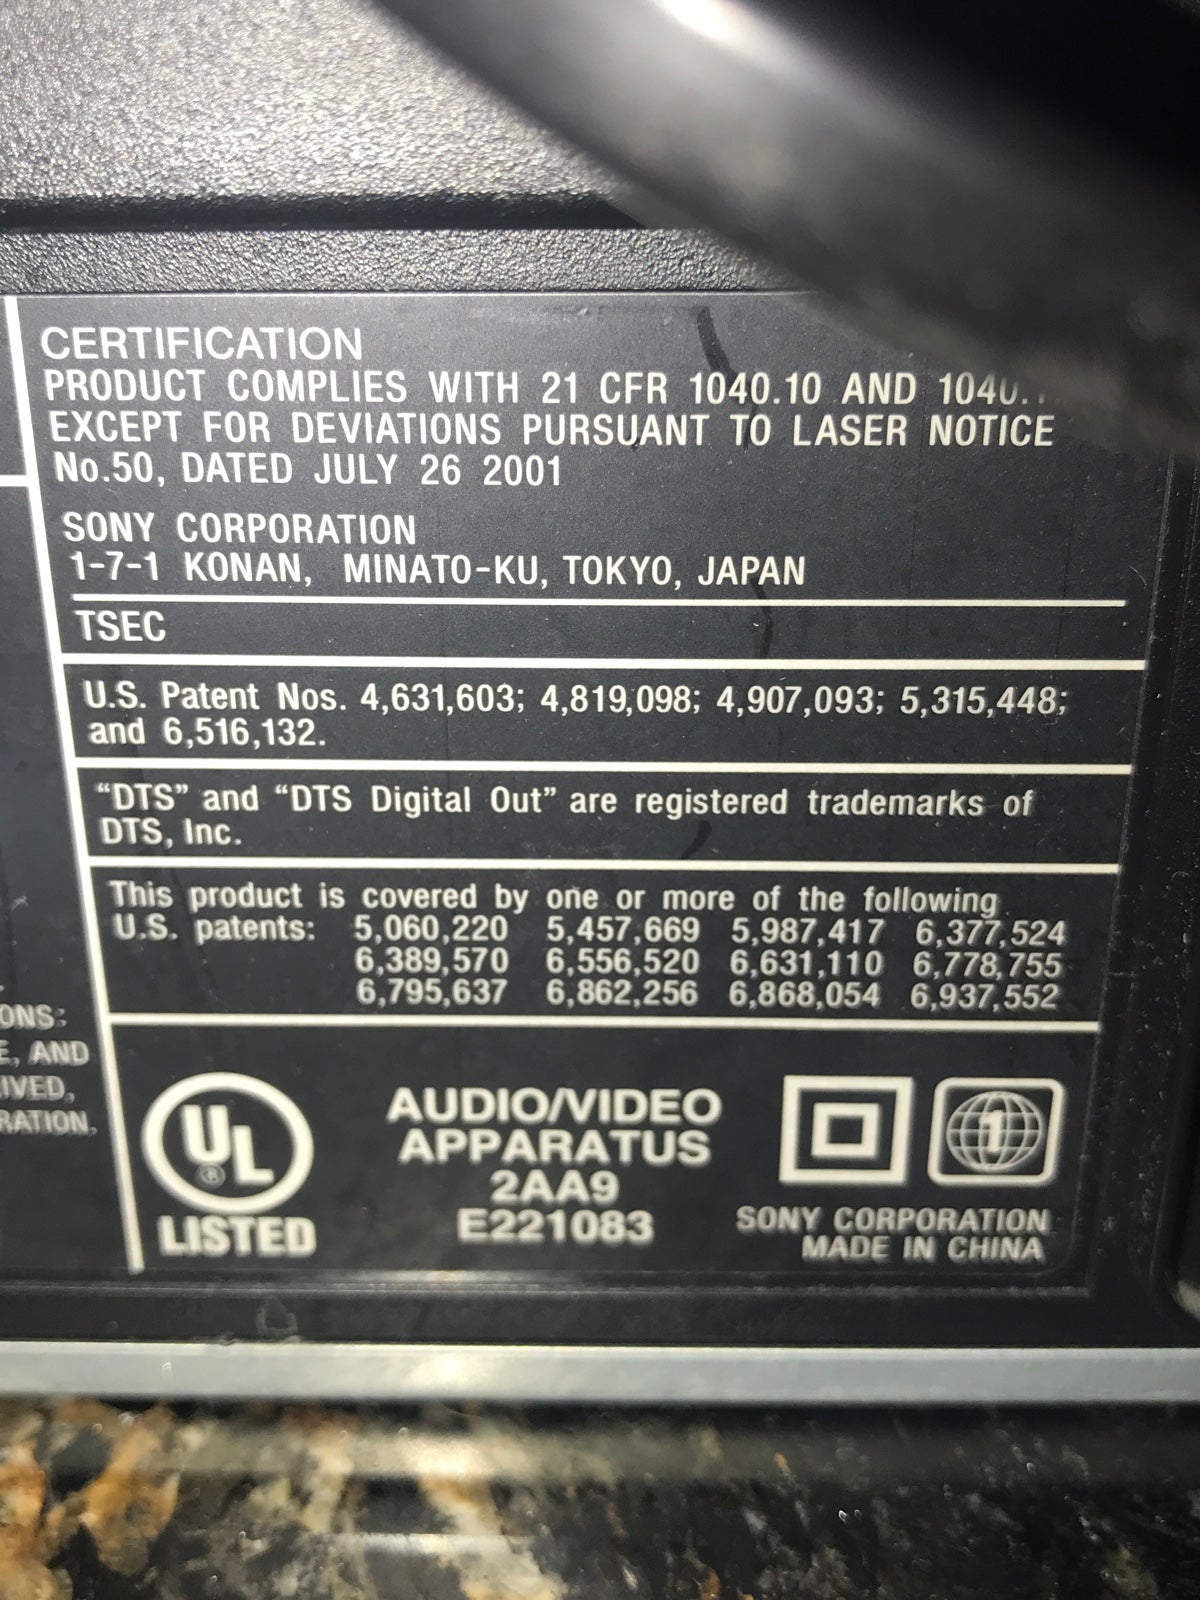 CERTIFICATION
PRODUCT COMPLIES WITH 21 CFR 1040.10 AND
EXCEPT FOR DEVIATIONS PURSUANT TO LASER NOTICE
No.50, DATED JULY 26 2001
SONY CORPORATION
1-7-1 KONAN, MINATO-KU, TOKYO, JAPAN
TSEC
U.S. Patent Nos. 4,631,603; 4,819,098; 4,907,093; 5,315,448;
and 6,516,132.
“DTS” and “DTS Digital Out” are registered trademarks of
DTS, Inc.
This product is covered by one or more of the following
U.S. patents: 5,060,220 5,457,669 5,987,417 6,377,524
6,389,570 6,556,520 6,631,110 6,778,755
6,795,637 6,862,256 6,868,054 6,937,552
ONS:
E, AND
IVED,
RATION.
UL®
LISTED
AUDIO/VIDEO
APPARATUS
2AA9
E221083
1
SONY CORPORATION
MADE IN CHINA